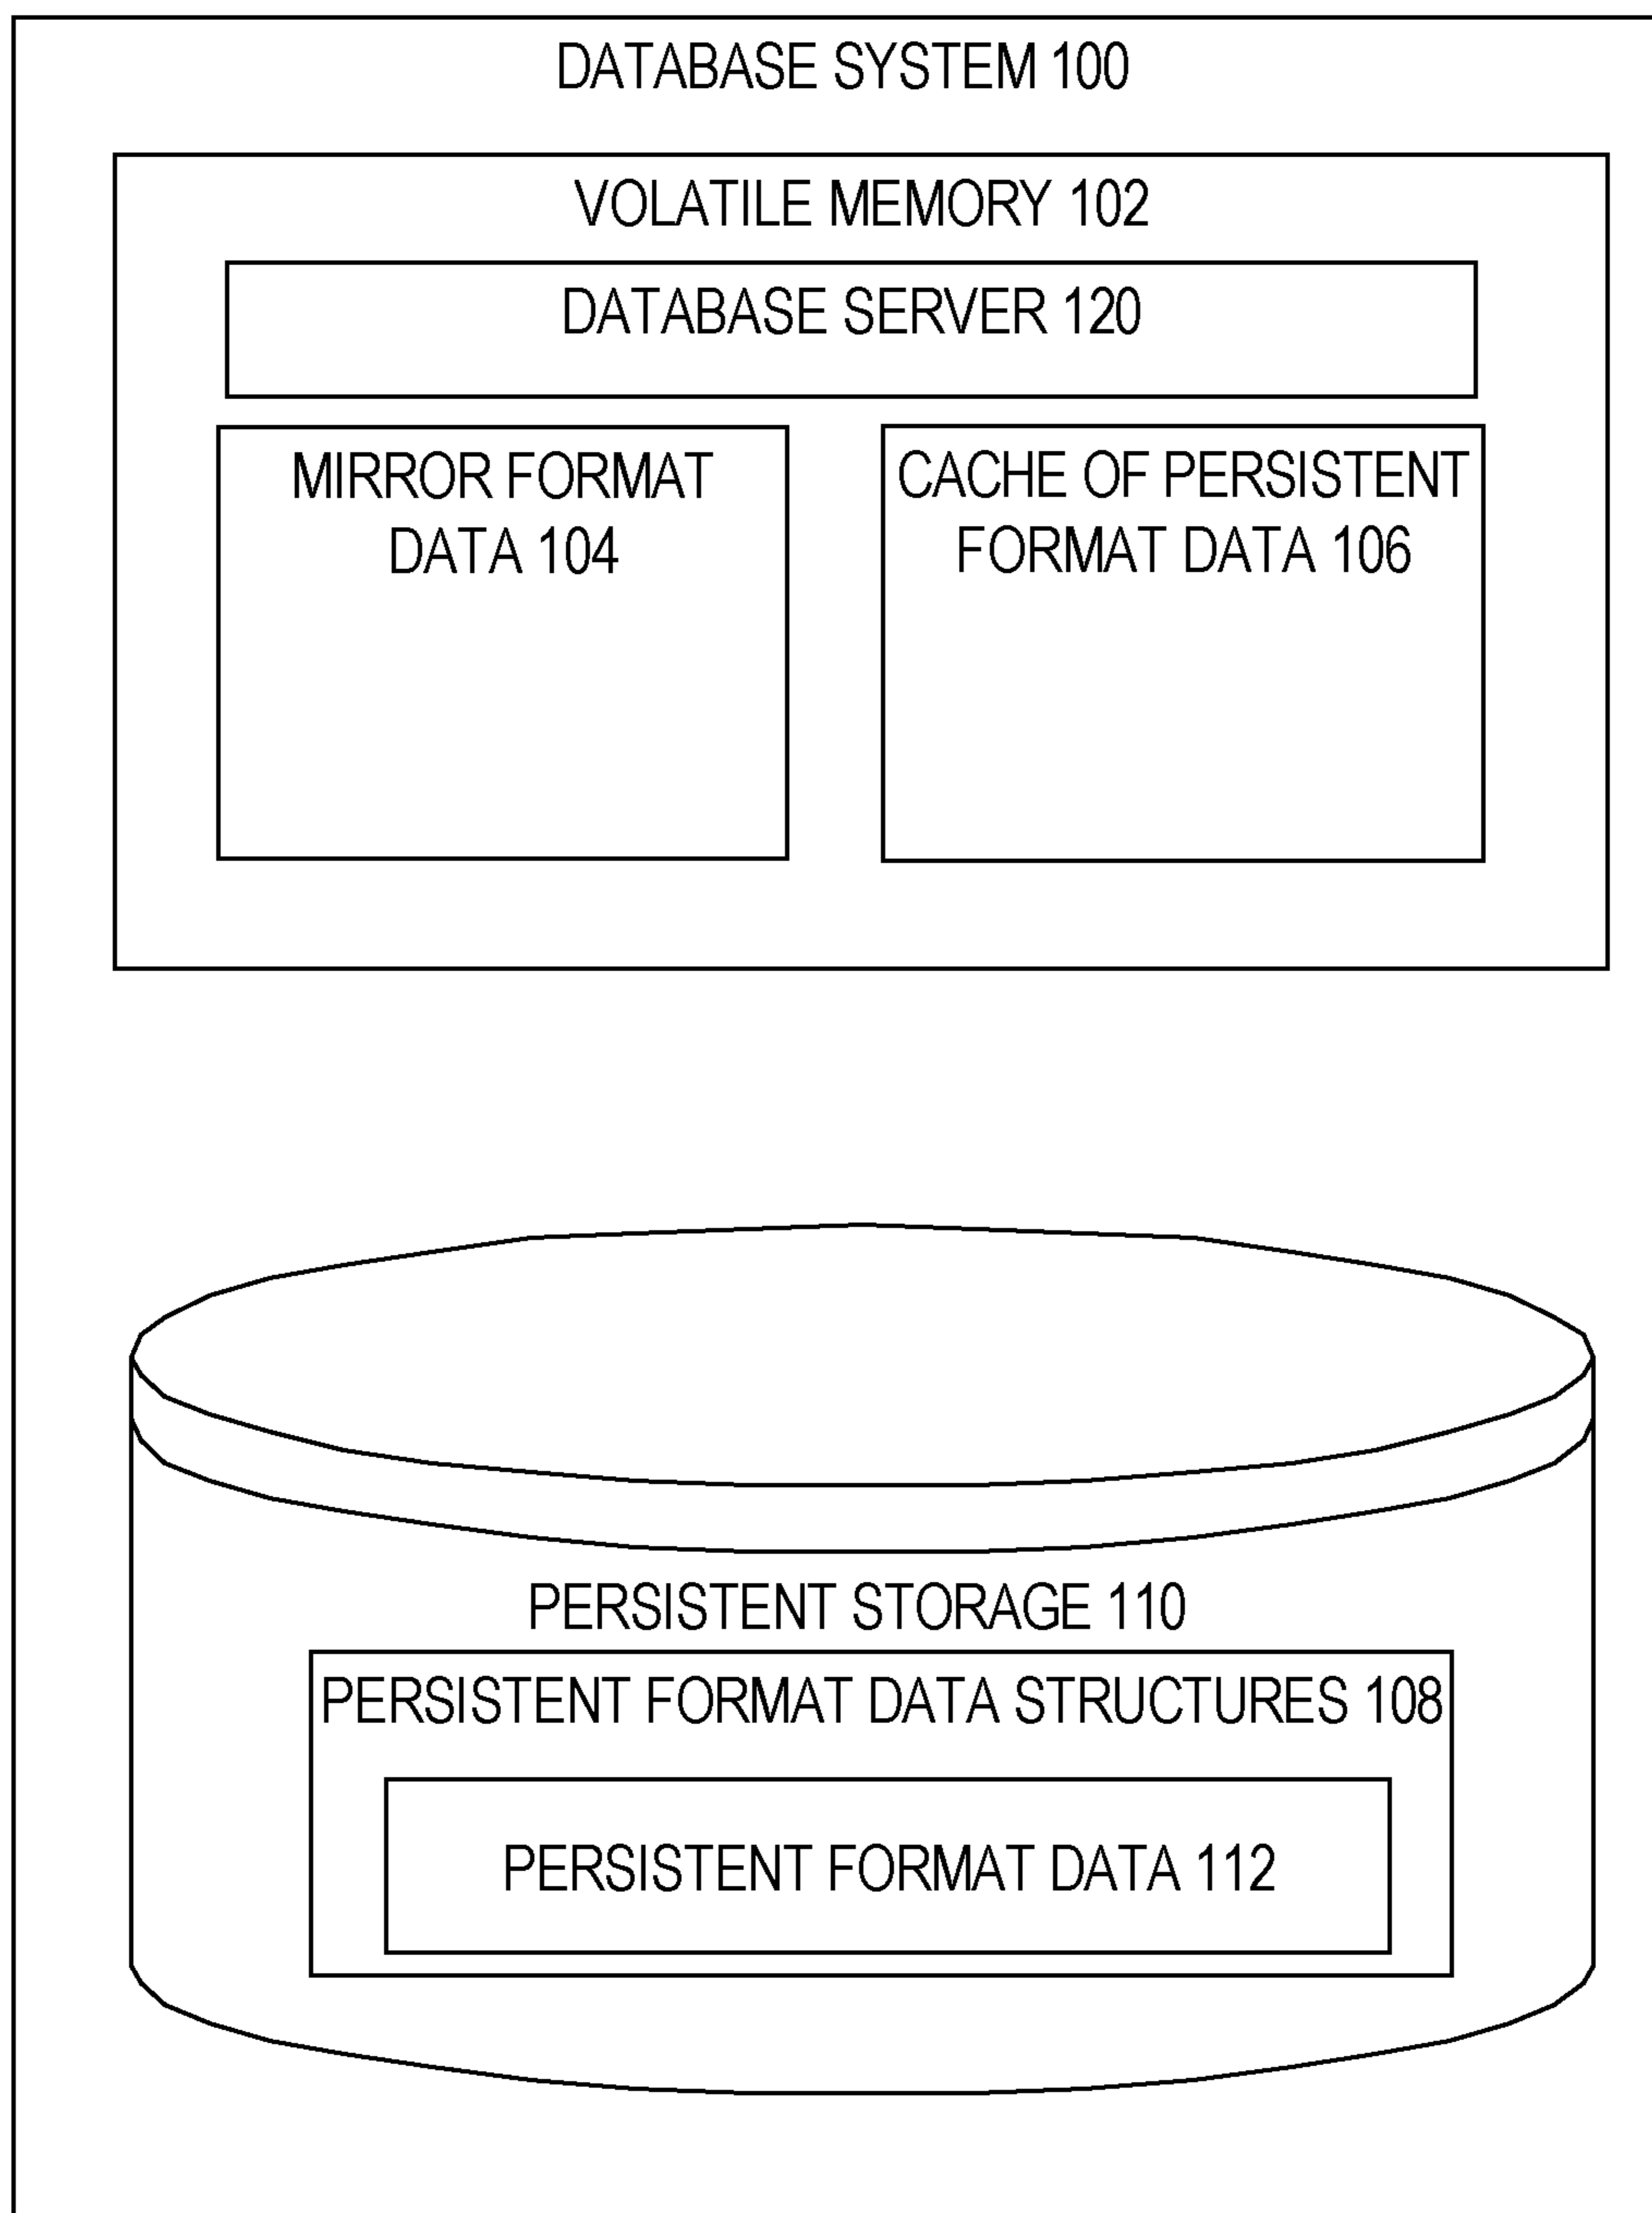 DATABASE SYSTEM 100
VOLATILE MEMORY 102
DATABASE SERVER 120
MIRROR FORMAT
DATA 104
CACHE OF PERSISTENT
FORMAT DATA 106
PERSISTENT STORAGE 110
PERSISTENT FORMAT DATA STRUCTURES 108
PERSISTENT FORMAT DATA 112